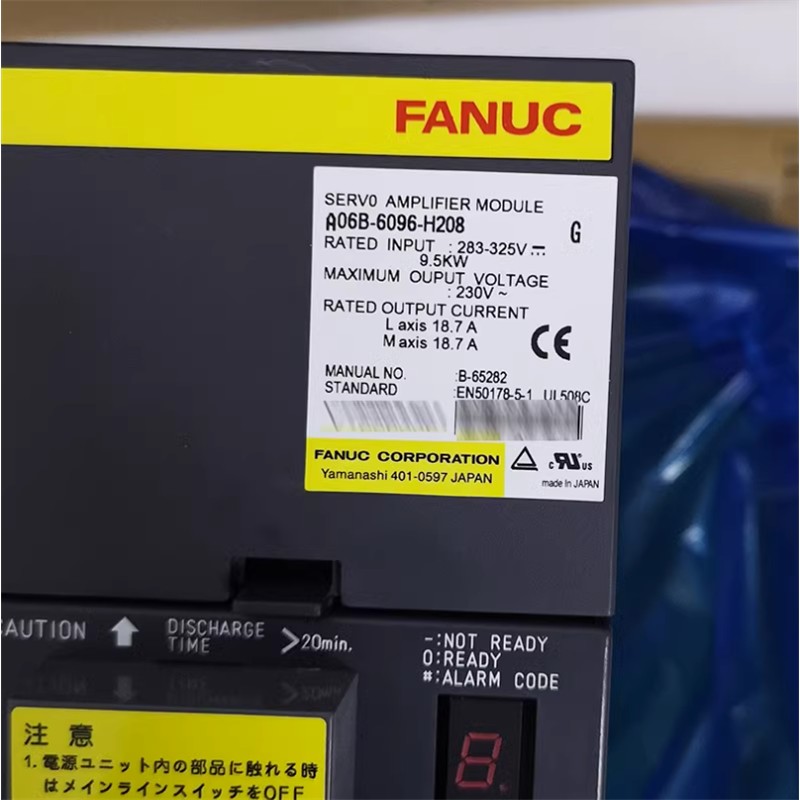 FANUC
SERVO AMPLIFIER MODULE
A06B-6096-H208
G
RATED INPUT : 283-325V⎓
9.5KW
MAXIMUM OUPUT VOLTAGE
: 230V ~
RATED OUTPUT CURRENT
L axis 18.7 A
M axis 18.7 A
CE
MANUAL NO. :B-65282
STANDARD :EN50178-5-1 UL508C
FANUC CORPORATION
Yamanashi 401-0597 JAPAN
c RU us
made in JAPAN
CAUTION ↑ DISCHARGE TIME >20min.
-:NOT READY
0:READY
#:ALARM CODE
8.
注意
1.電源ユニット内の部品に触れる時
はメインラインスイッチをOFF